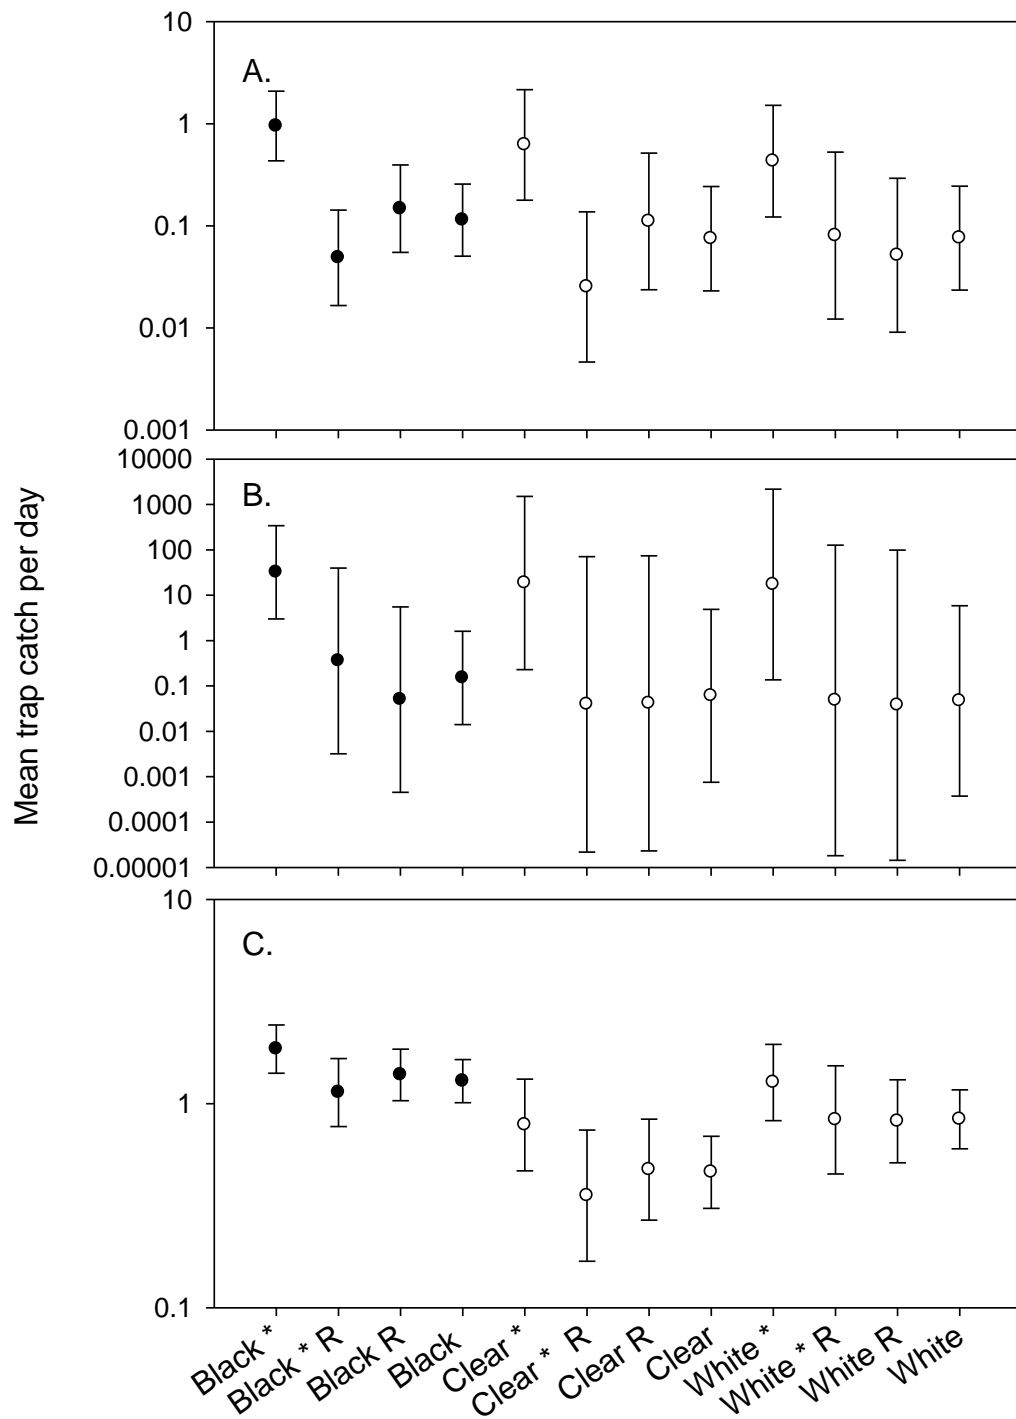 Mean trap catch per day
A.
10
1
0.1
0.01
0.001
B.
10000
1000
100
10
1
0.1
0.01
0.001
0.0001
0.00001
C.
10
1
0.1
Black *
Black * R
Black R
Black
Clear *
Clear * R
Clear R
Clear
White *
White * R
White R
White